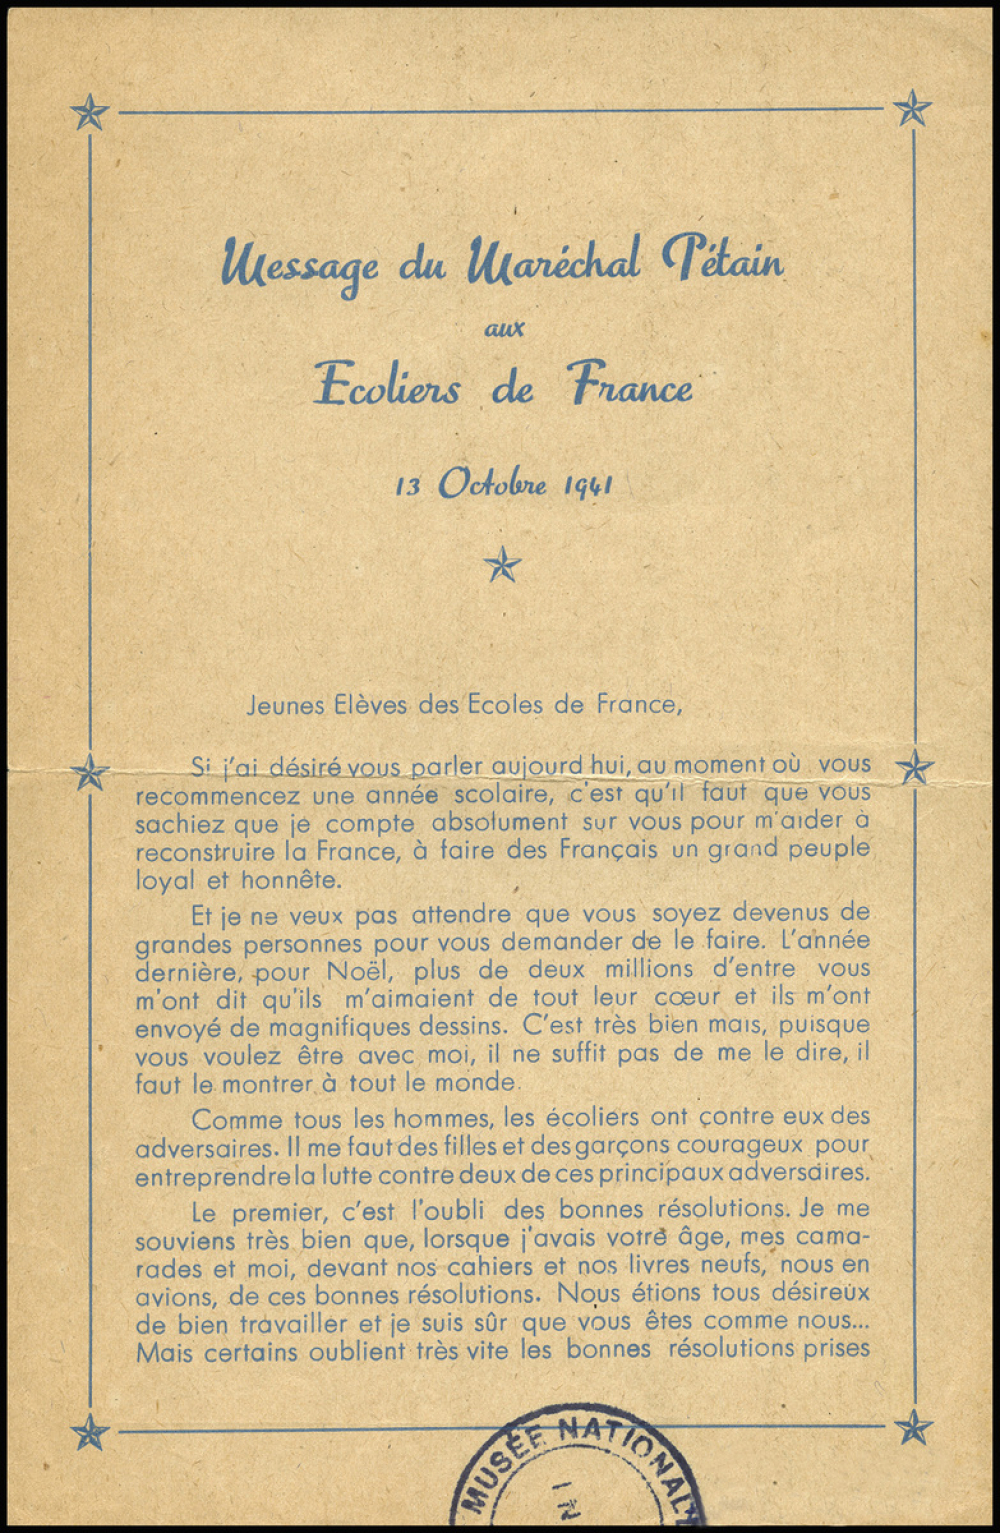 Message du Maréchal Pétain
aux
Ecoliers de France
13 Octobre 1941
Jeunes Elèves des Ecoles de France,
Si j'ai désiré vous parler aujourd hui, au moment où vous
recommencez une année scolaire, c'est qu'il faut que vous
sachiez que je compte absolument sur vous pour m'aider à
reconstruire la France, à faire des Français un grand peuple
loyal et honnête.
Et je ne veux pas attendre que vous soyez devenus de
grandes personnes pour vous demander de le faire. L'année
dernière, pour Noël, plus de deux millions d'entre vous
m'ont dit qu'ils m'aimaient de tout leur cœur et ils m'ont
envoyé de magnifiques dessins. C'est très bien mais, puisque
vous voulez être avec moi, il ne suffit pas de me le dire, il
faut le montrer à tout le monde.
Comme tous les hommes, les écoliers ont contre eux des
adversaires. Il me faut des filles et des garçons courageux pour
entreprendre la lutte contre deux de ces principaux adversaires.
Le premier, c'est l'oubli des bonnes résolutions. Je me
souviens très bien que, lorsque j'avais votre âge, mes cama-
rades et moi, devant nos cahiers et nos livres neufs, nous en
avions, de ces bonnes résolutions. Nous étions tous désireux
de bien travailler et je suis sûr que vous êtes comme nous...
Mais certains oublient très vite les bonnes résolutions prises
MUSÉE NATIONAL